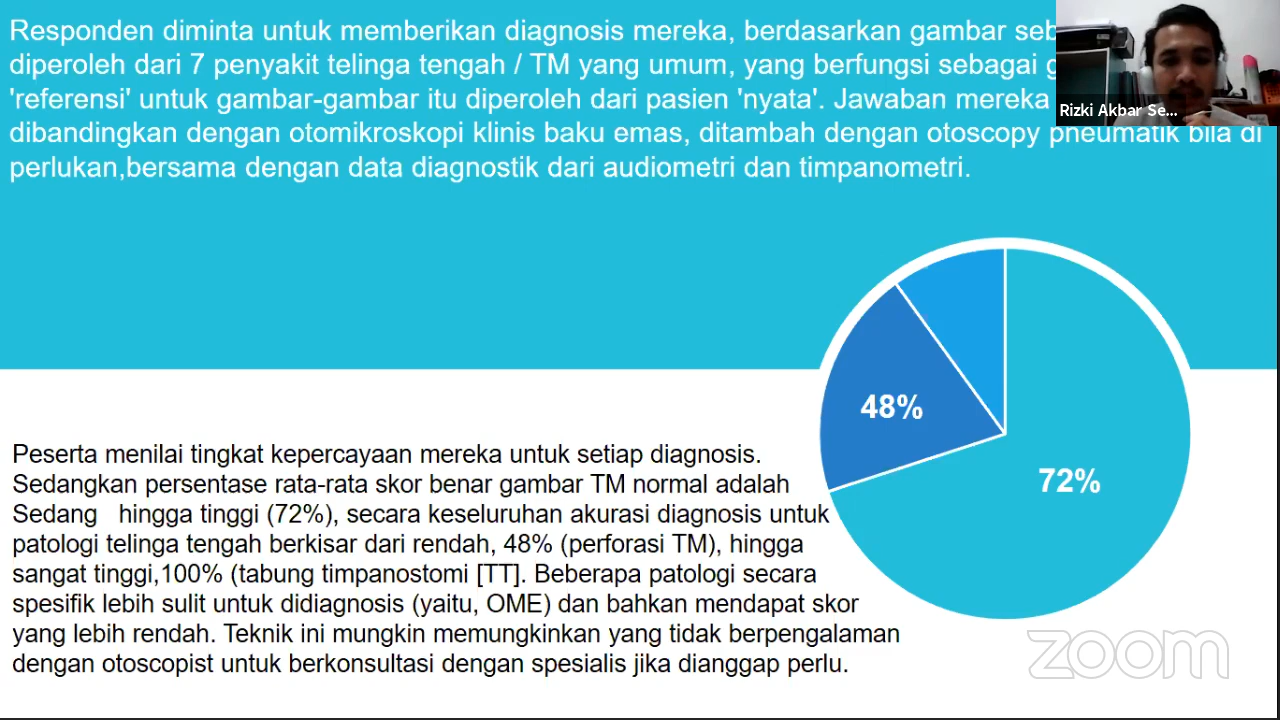 Responden diminta untuk memberikan diagnosis mereka, berdasarkan gambar
diperoleh dari 7 penyakit telinga tengah / TM yang umum, yang berfungsi sebagai
'referensi' untuk gambar-gambar itu diperoleh dari pasien 'nyata'. Jawaban mereka
dibandingkan dengan otomikroskopi klinis baku emas, ditambah dengan otoscopy pneumatik bila di
perlukan,bersama dengan data diagnostik dari audiometri dan timpanometri.
Rizki Akbar Se...
48%
72%
Peserta menilai tingkat kepercayaan mereka untuk setiap diagnosis.
Sedangkan persentase rata-rata skor benar gambar TM normal adalah
Sedang hingga tinggi (72%), secara keseluruhan akurasi diagnosis untuk
patologi telinga tengah berkisar dari rendah, 48% (perforasi TM), hingga
sangat tinggi,100% (tabung timpanostomi [TT]. Beberapa patologi secara
spesifik lebih sulit untuk didiagnosis (yaitu, OME) dan bahkan mendapat skor
yang lebih rendah. Teknik ini mungkin memungkinkan yang tidak berpengalaman
dengan otoscopist untuk berkonsultasi dengan spesialis jika dianggap perlu.
zoom